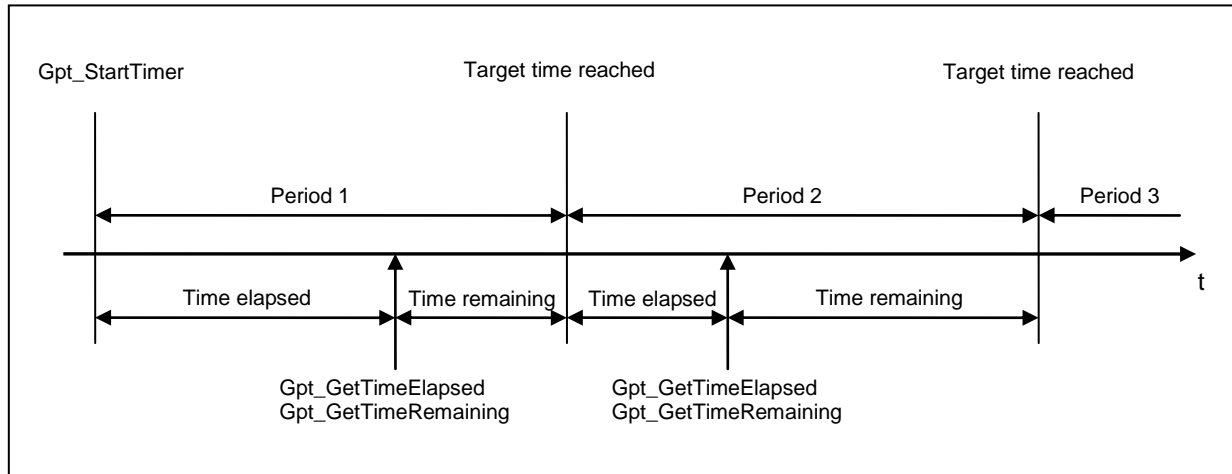 Gpt_StartTimer
Target time reached
Target time reached
Period 1
Period 2
Period 3
t
Time elapsed
Time remaining
Time elapsed
Time remaining
Gpt_GetTimeElapsed
Gpt_GetTimeRemaining
Gpt_GetTimeElapsed
Gpt_GetTimeRemaining